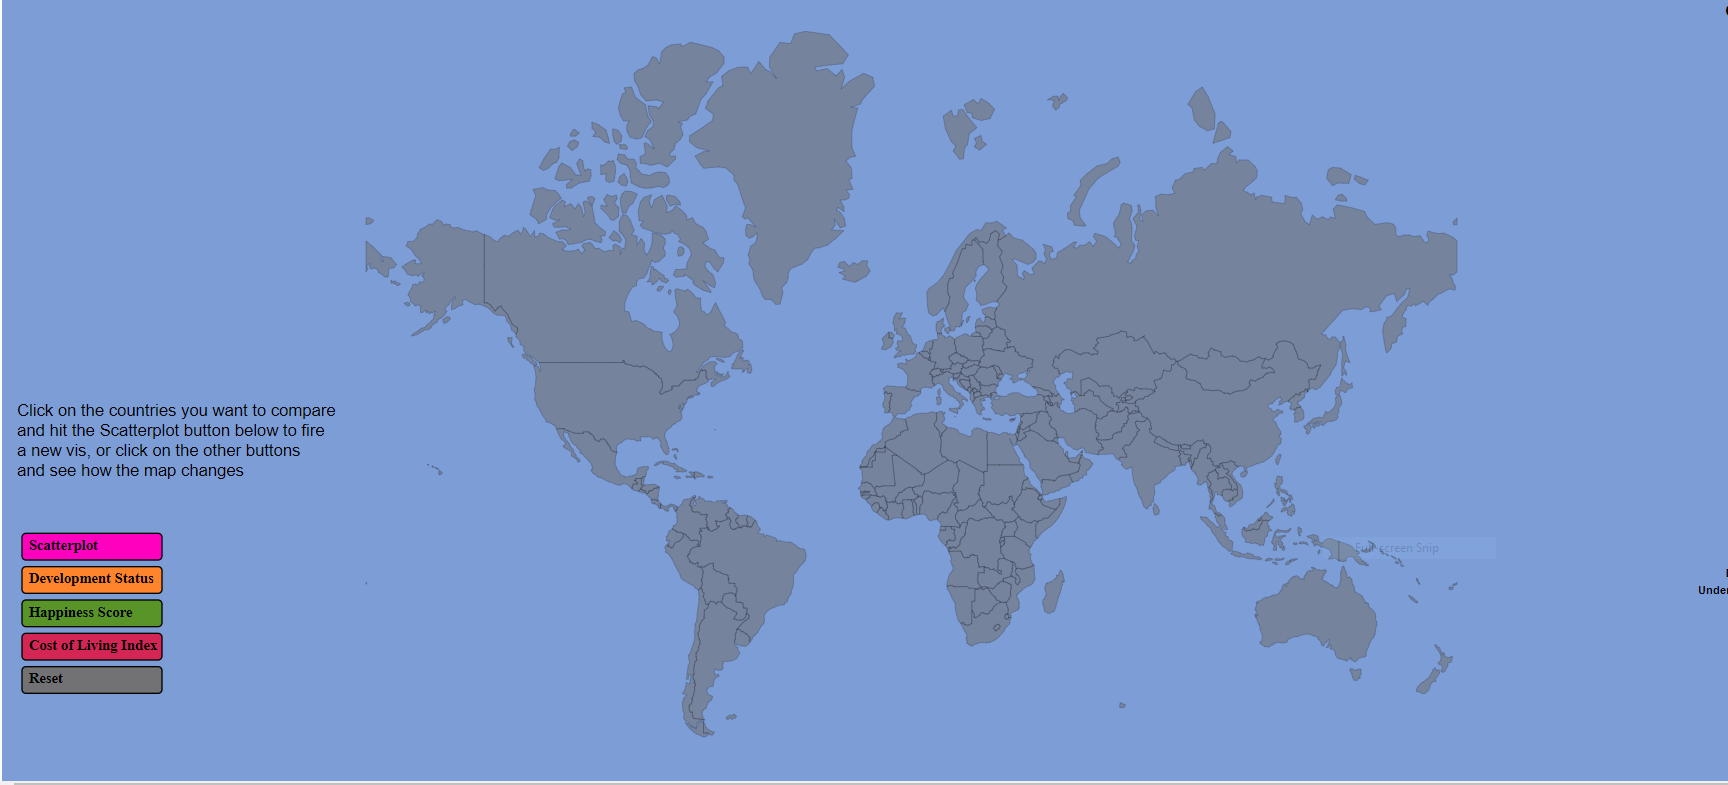 Click on the countries you want to compare
and hit the Scatterplot button below to fire
a new vis, or click on the other buttons
and see how the map changes
Scatterplot
Development Status
Happiness Score
Cost of Living Index
Reset
Full-screen Snip
Under